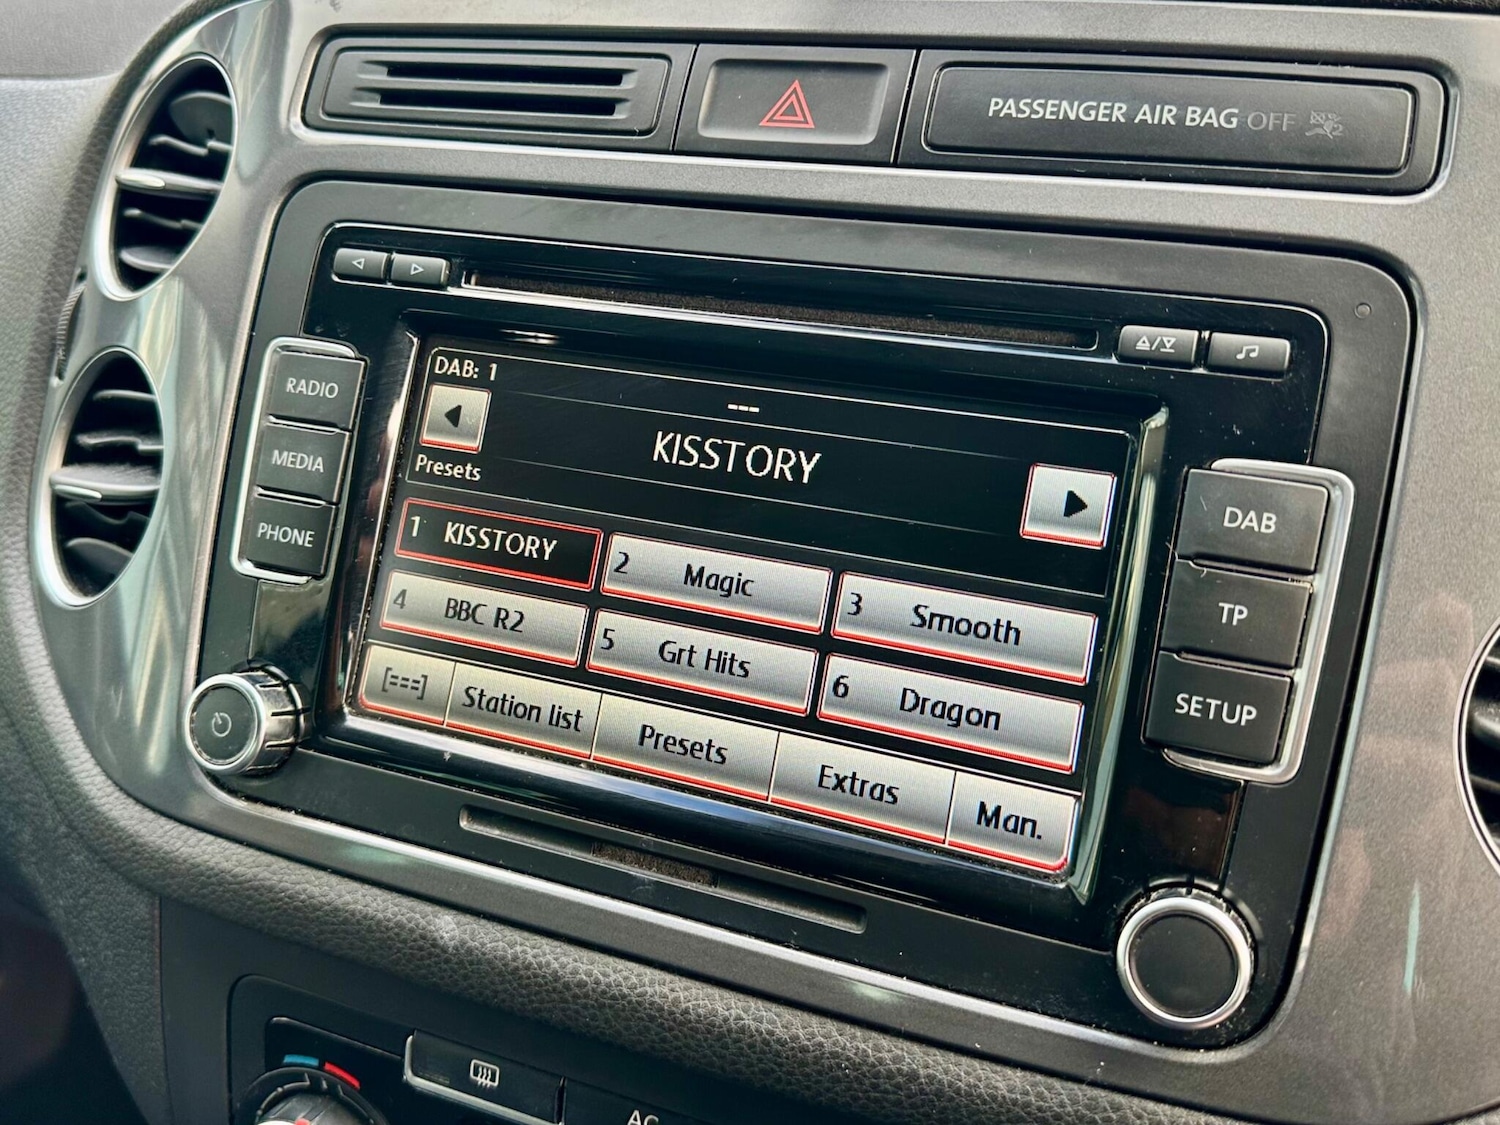 PASSENGER AIR BAG OFF
RADIO
MEDIA
PHONE
DAB: 1
---
KISSTORY
Presets
1 KISSTORY
2 Magic
3 Smooth
4 BBC R2
5 Grt Hits
6 Dragon
[===]
Station list
Presets
Extras
Man.
DAB
TP
SETUP
AC